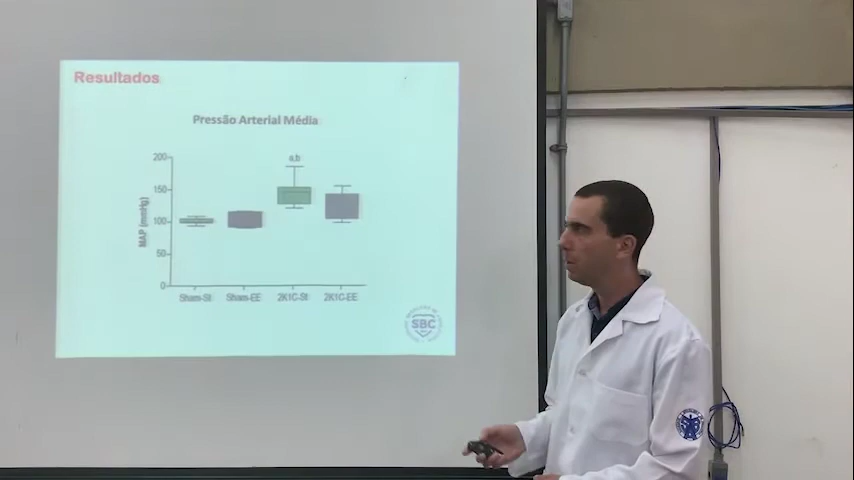 Resultados
Pressão Arterial Média
a,b
200
150
100
50
0
MAP (mmHg)
Sham-St
Sham-EE
2K1C-St
2K1C-EE
SBC